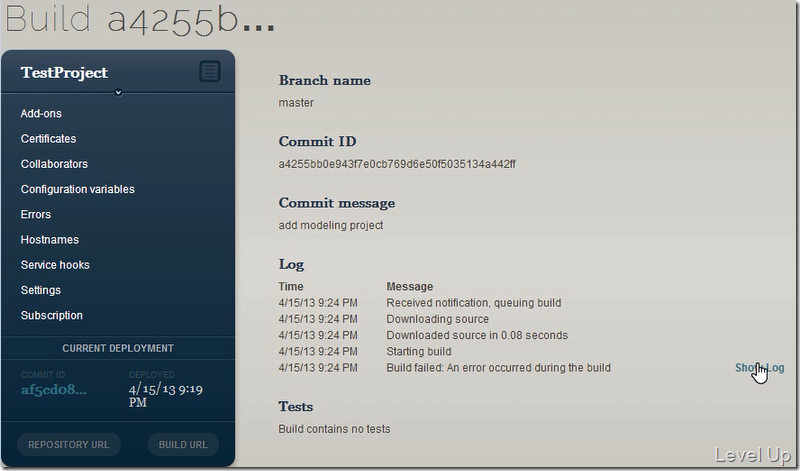 Build a4255b...
TestProject
Add-ons
Certificates
Collaborators
Configuration variables
Errors
Hostnames
Service hooks
Settings
Subscription
CURRENT DEPLOYMENT
COMMIT ID
af5cd08...
DEPLOYED
4/15/13 9:19
PM
REPOSITORY URL
BUILD URL
Branch name
master
Commit ID
a4255bb0e943f7e0cb769d6e50f5035134a442ff
Commit message
add modeling project
Log
Time Message
4/15/13 9:24 PM Received notification, queuing build
4/15/13 9:24 PM Downloading source
4/15/13 9:24 PM Downloaded source in 0.08 seconds
4/15/13 9:24 PM Starting build
4/15/13 9:24 PM Build failed: An error occurred during the build Show Log
Tests
Build contains no tests
Level Up